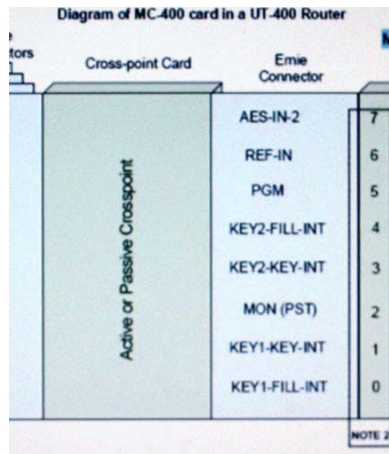 Diagram of MC-400 card in a UT-400 Router
tors
Cross-point Card
Ernie
Connector
Active or Passive Crosspoint
AES-IN-2 7
REF-IN 6
PGM 5
KEY2-FILL-INT 4
KEY2-KEY-INT 3
MON (PST) 2
KEY1-KEY-INT 1
KEY1-FILL-INT 0
NOTE 2